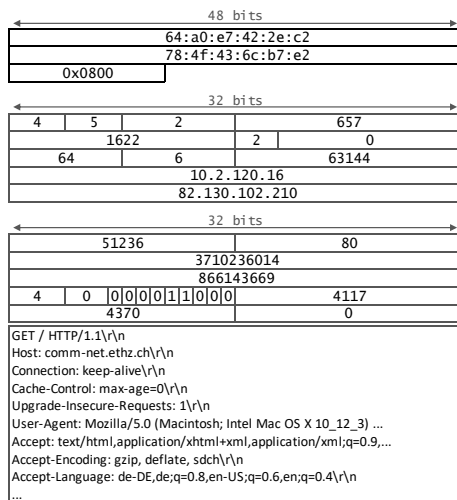 48 bits
64:a0:e7:42:2e:c2
78:4f:43:6c:b7:e2
0x0800
32 bits
4 5 2 657
1622 2 0
64 6 63144
10.2.120.16
82.130.102.210
32 bits
51236 80
3710236014
866143669
4 0 0 0 0 0 1 1 0 0 0 4117
4370 0
GET / HTTP/1.1\r\n
Host: comm-net.ethz.ch\r\n
Connection: keep-alive\r\n
Cache-Control: max-age=0\r\n
Upgrade-Insecure-Requests: 1\r\n
User-Agent: Mozilla/5.0 (Macintosh; Intel Mac OS X 10_12_3) ...
Accept: text/html,application/xhtml+xml,application/xml;q=0.9,...
Accept-Encoding: gzip, deflate, sdch\r\n
Accept-Language: de-DE,de;q=0.8,en-US;q=0.6,en;q=0.4\r\n
...